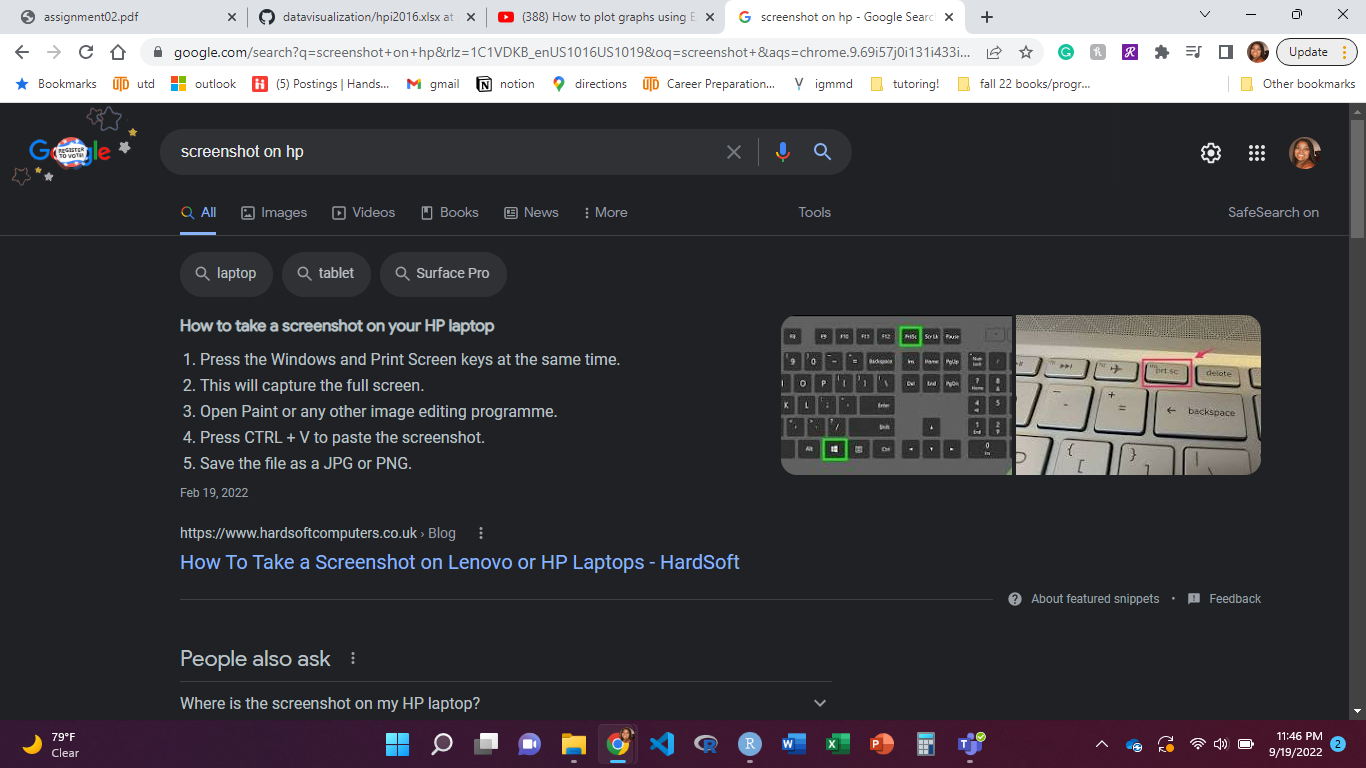 assignment02.pdf
datavisualization/hpi2016.xlsx at
(388) How to plot graphs using E
screenshot on hp - Google Searc
google.com/search?q=screenshot+on+hp&rlz=1C1VDKB_enUS1016US1019&oq=screenshot+&aqs=chrome.9.69i57j0i131i433i...
Update
Bookmarks
utd
outlook
(5) Postings | Hands...
gmail
notion
directions
Career Preparation...
igmmd
tutoring!
fall 22 books/progr...
Other bookmarks
Google
REGISTER TO VOTE!
screenshot on hp
All
Images
Videos
Books
News
More
Tools
SafeSearch on
laptop
tablet
Surface Pro
How to take a screenshot on your HP laptop
1. Press the Windows and Print Screen keys at the same time.
2. This will capture the full screen.
3. Open Paint or any other image editing programme.
4. Press CTRL + V to paste the screenshot.
5. Save the file as a JPG or PNG.
Feb 19, 2022
F8 F9 F10 F11 F12 PrtSc Scr Lk Pause
Backspace Ins Home PgUp
Del End PgDn
Enter
Shift
Alt Ctrl
prt sc
delete
backspace
https://www.hardsoftcomputers.co.uk › Blog
How To Take a Screenshot on Lenovo or HP Laptops - HardSoft
About featured snippets • Feedback
People also ask
Where is the screenshot on my HP laptop?
79°F
Clear
11:46 PM
9/19/2022
2